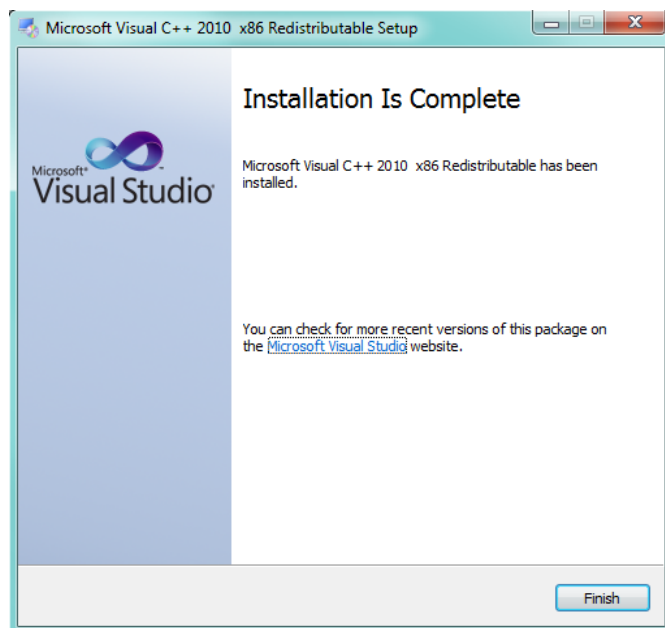 Microsoft Visual C++ 2010  x86 Redistributable Setup
Installation Is Complete
Microsoft Visual C++ 2010  x86 Redistributable has been
installed.
Microsoft®
Visual Studio®
You can check for more recent versions of this package on
the Microsoft Visual Studio website.
Finish